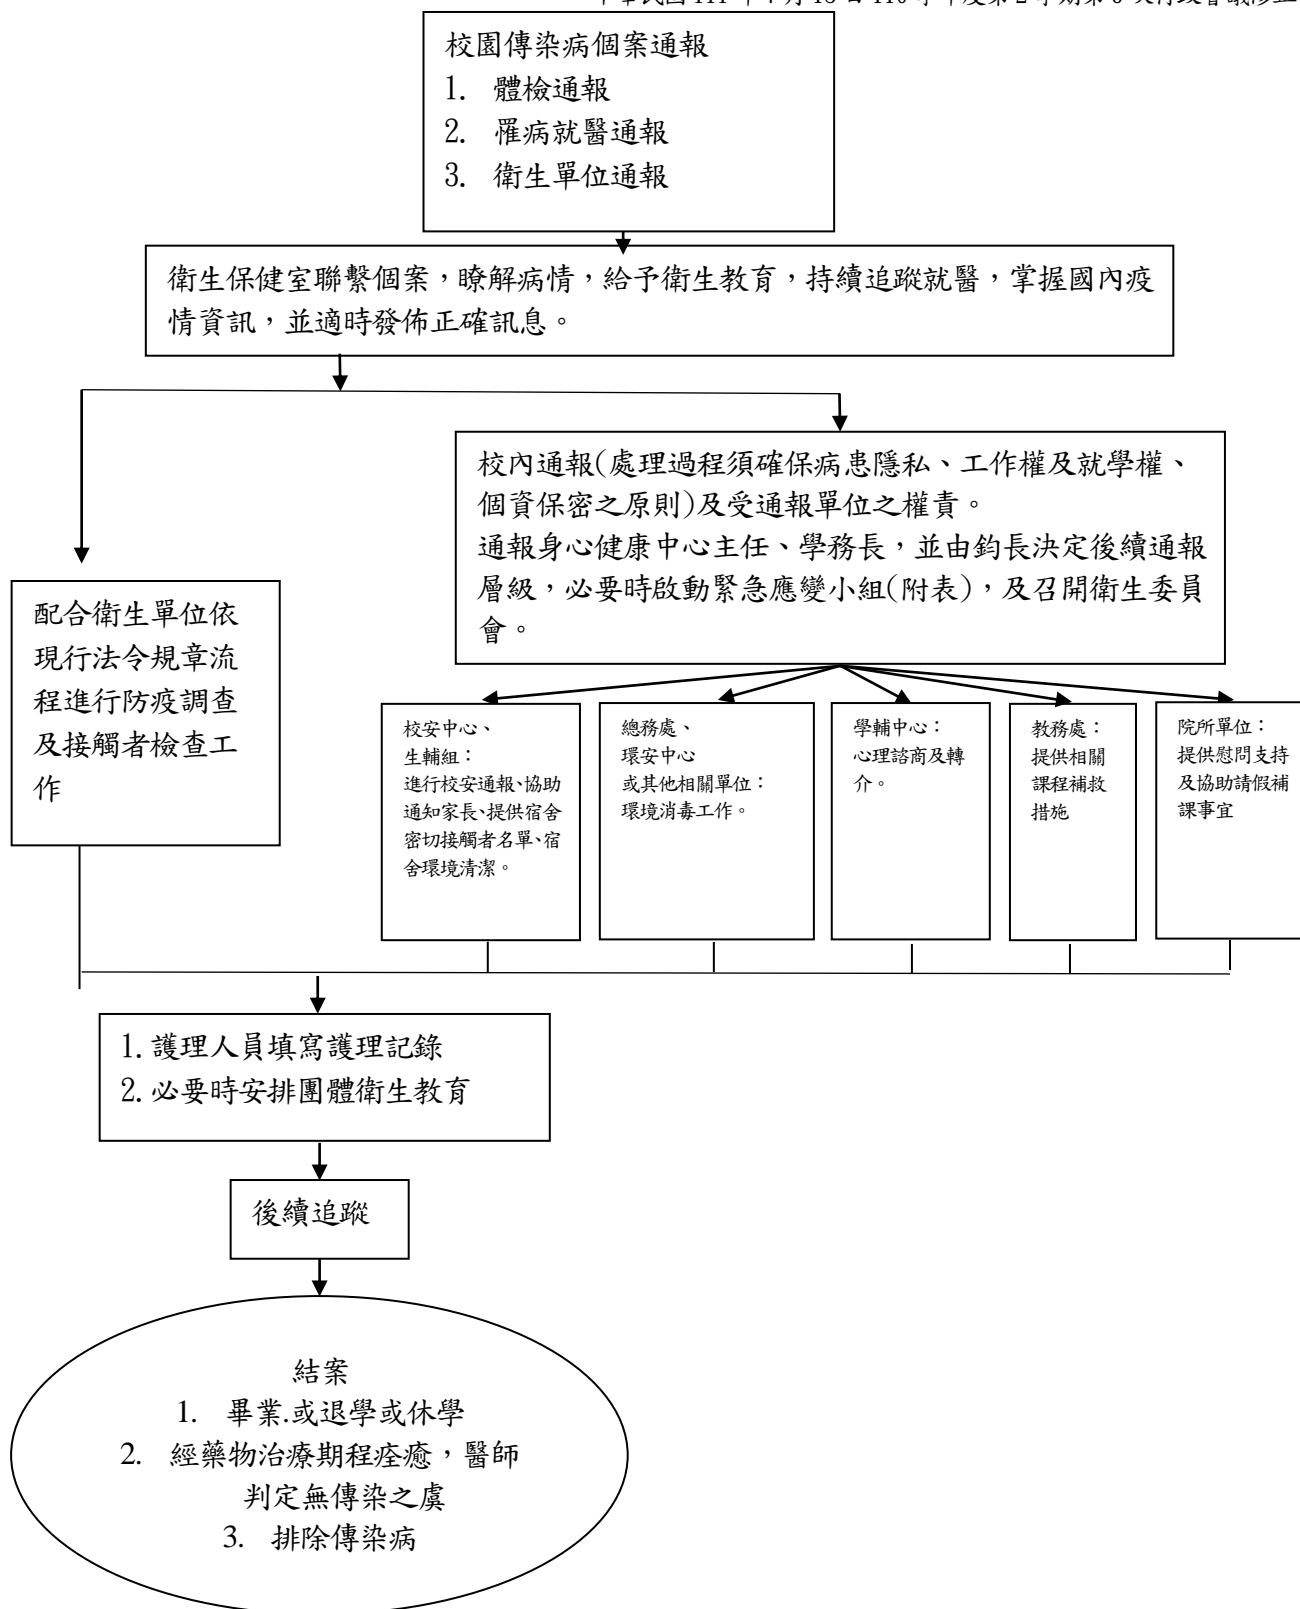 校園傳染病個案通報
1. 體檢通報
2. 罹病就醫通報
3. 衛生單位通報
衛生保健室聯繫個案，瞭解病情，給予衛生教育，持續追蹤就醫，掌握國內疫
情資訊，並適時發佈正確訊息。
校內通報(處理過程須確保病患隱私、工作權及就學權、
個資保密之原則)及受通報單位之權責。
通報身心健康中心主任、學務長，並由鈞長決定後續通報
層級，必要時啟動緊急應變小組(附表)，及召開衛生委員
會。
配合衛生單位依
現行法令規章流
程進行防疫調查
及接觸者檢查工
作
校安中心、
生輔組：
進行校安通報、協助
通知家長、提供宿舍
密切接觸者名單、宿
舍環境清潔。
總務處、
環安中心
或其他相關單位：
環境消毒工作。
學輔中心：
心理諮商及轉
介。
教務處：
提供相關
課程補救
措施
院所單位：
提供慰問支持
及協助請假補
課事宜
1. 護理人員填寫護理記錄
2. 必要時安排團體衛生教育
後續追蹤
結案
1. 畢業.或退學或休學
2. 經藥物治療期程痊癒，醫師
判定無傳染之虞
3. 排除傳染病